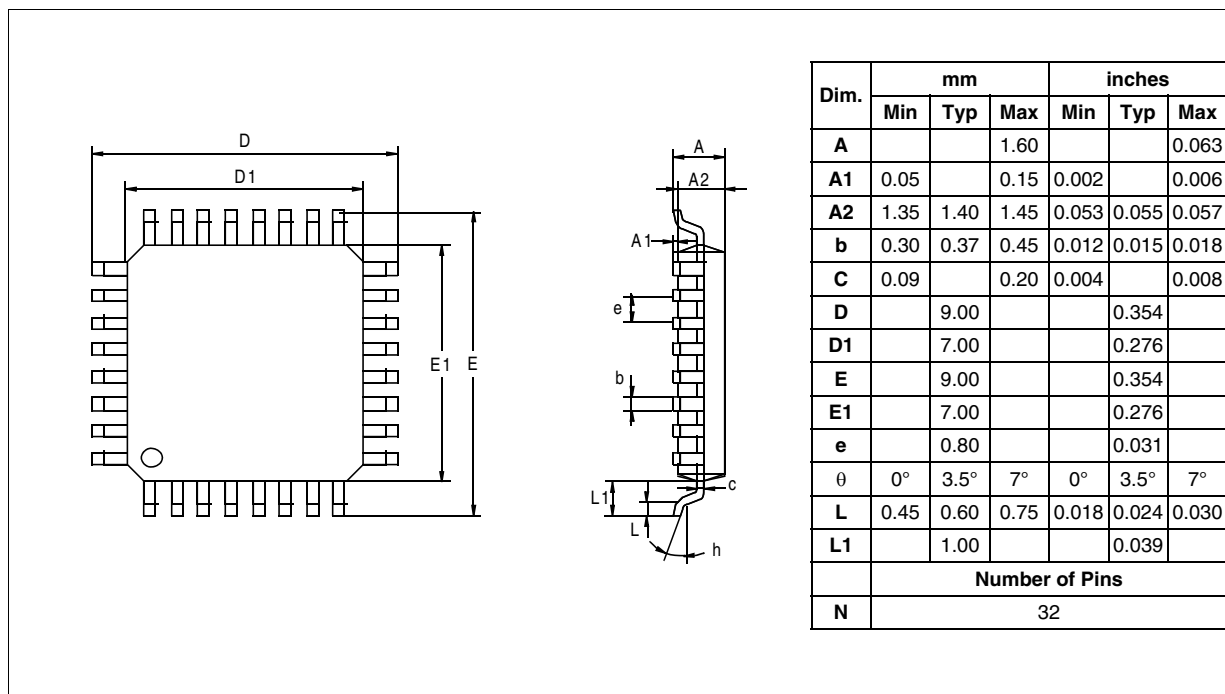 D
D1
E1
E
A
A2
A1
e
b
L1
c
L
h
Dim. mm inches
Min Typ Max Min Typ Max
A 1.60 0.063
A1 0.05 0.15 0.002 0.006
A2 1.35 1.40 1.45 0.053 0.055 0.057
b 0.30 0.37 0.45 0.012 0.015 0.018
C 0.09 0.20 0.004 0.008
D 9.00 0.354
D1 7.00 0.276
E 9.00 0.354
E1 7.00 0.276
e 0.80 0.031
θ 0° 3.5° 7° 0° 3.5° 7°
L 0.45 0.60 0.75 0.018 0.024 0.030
L1 1.00 0.039
Number of Pins
N 32